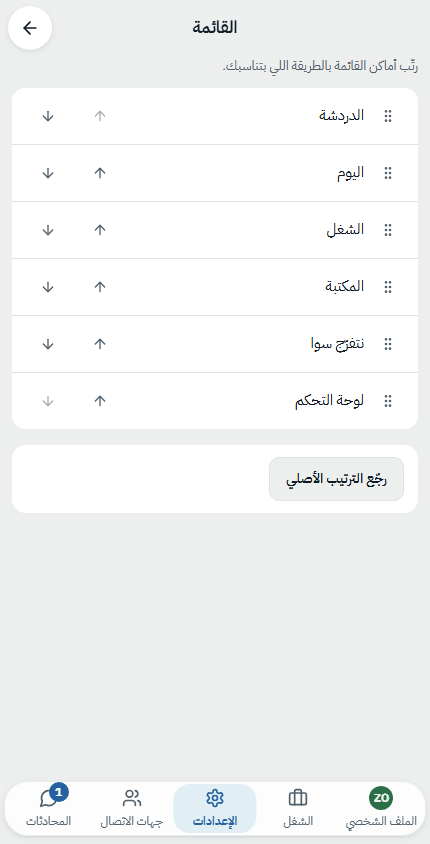 القائمة
رتّب أماكن القائمة بالطريقة اللي بتناسبك.
الدردشة
اليوم
الشغل
المكتبة
نتفرّج سوا
لوحة التحكم
رجّع الترتيب الأصلي
ZO
1
الملف الشخصي
الشغل
الإعدادات
جهات الاتصال
المحادثات